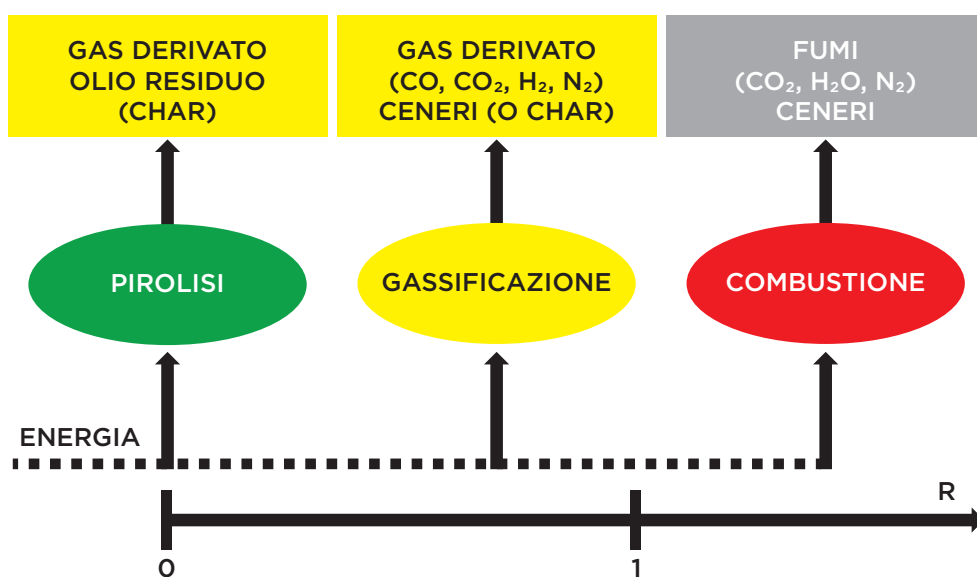 GAS DERIVATO
OLIO RESIDUO
(CHAR)
GAS DERIVATO
(CO, CO₂, H₂, N₂)
CENERI (O CHAR)
FUMI
(CO₂, H₂O, N₂)
CENERI
PIROLISI
GASSIFICAZIONE
COMBUSTIONE
ENERGIA
R
0
1